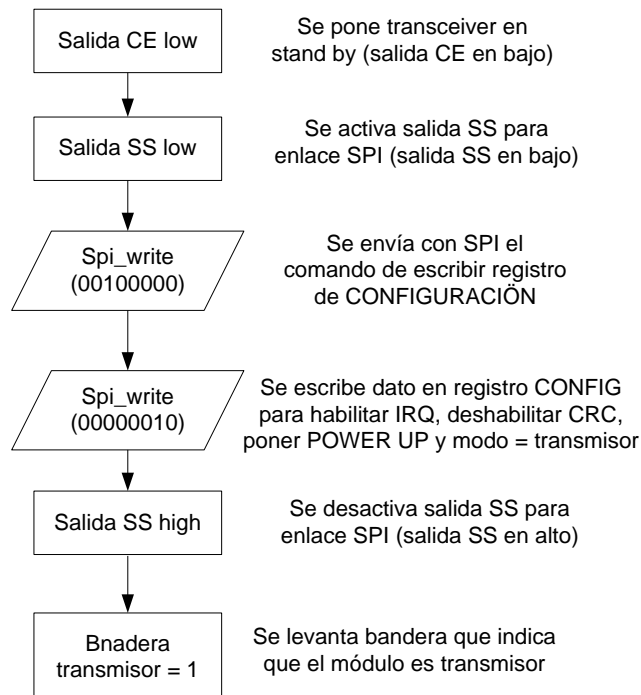 Salida CE low
Se pone transceiver en
stand by (salida CE en bajo)
Salida SS low
Se activa salida SS para
enlace SPI (salida SS en bajo)
Spi_write
(00100000)
Se envía con SPI el
comando de escribir registro
de CONFIGURACIÖN
Spi_write
(00000010)
Se escribe dato en registro CONFIG
para habilitar IRQ, deshabilitar CRC,
poner POWER UP y modo = transmisor
Salida SS high
Se desactiva salida SS para
enlace SPI (salida SS en alto)
Bnadera
transmisor = 1
Se levanta bandera que indica
que el módulo es transmisor